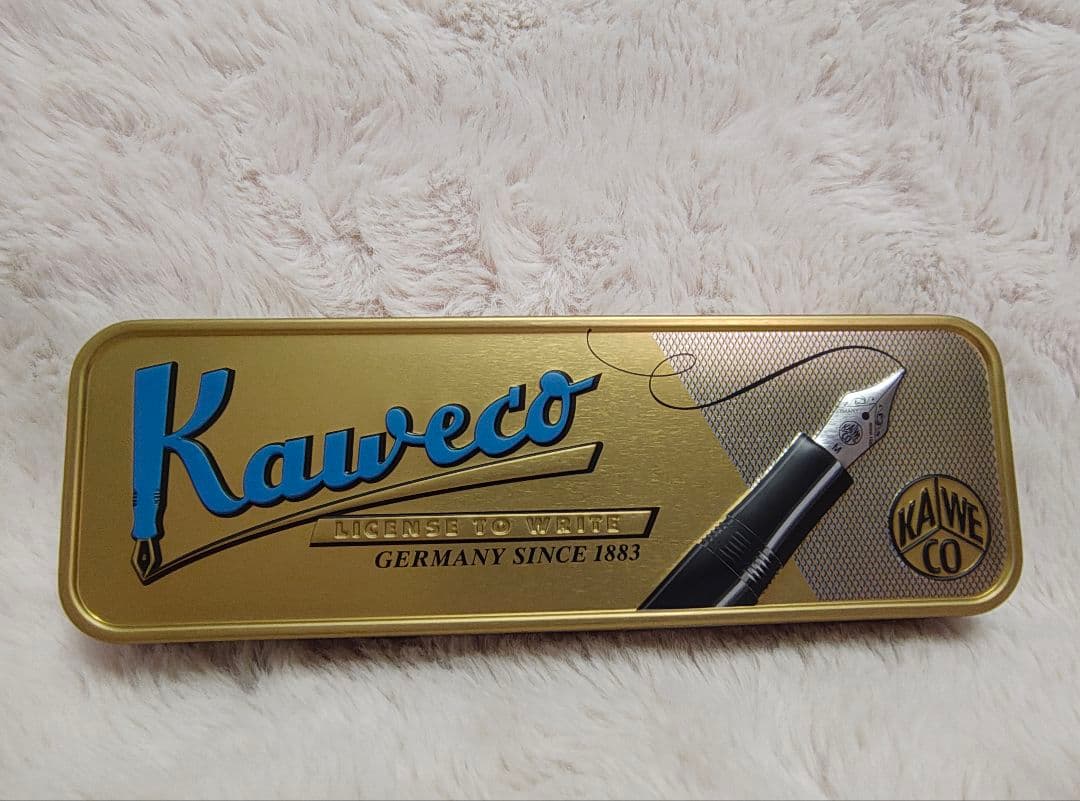 Kaweco
LICENSE TO WRITE
GERMANY SINCE 1883
M
KA WE
CO